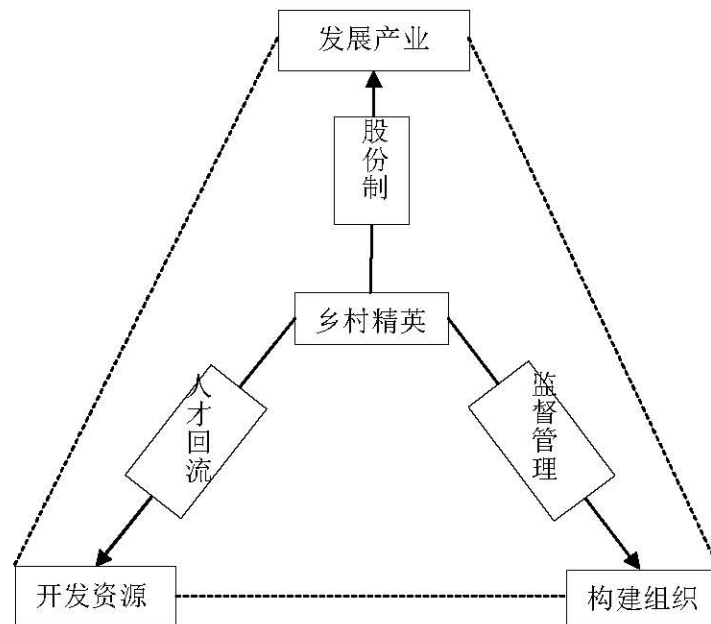 发展产业
股份制
乡村精英
人才回流
监督管理
开发资源
构建组织